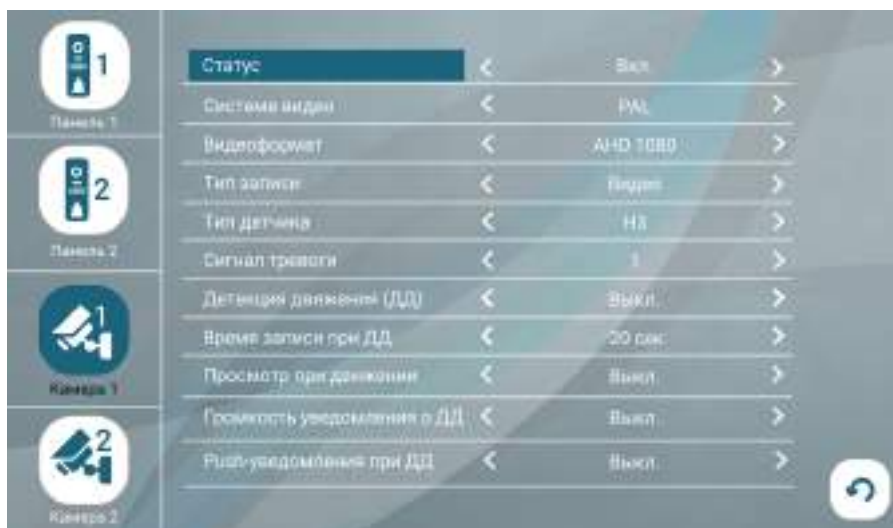 1
Панель 1
2
Панель 2
1
Камера 1
2
Камера 2
Статус Вкл.
Система видео PAL
Видеоформат AHD 1080
Тип записи Видео
Тип датчика НЗ
Сигнал тревоги 1
Детекция движения (ДД) Выкл.
Время записи при ДД 20 сек
Просмотр при движении Выкл.
Громкость уведомления о ДД Выкл.
Push-уведомления при ДД Выкл.